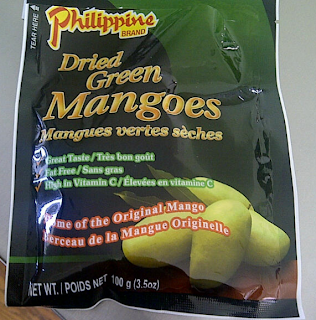 TEAR HERE
Philippine
BRAND
Dried
Green
Mangoes
Mangues vertes sèches
Great Taste / Très bon goût
Fat Free / Sans gras
High in Vitamin C / Élevées en vitamine C
Home of the Original Mango
Berceau de la Mangue Originelle
NET WT. / POIDS NET 100 g (3.5oz)